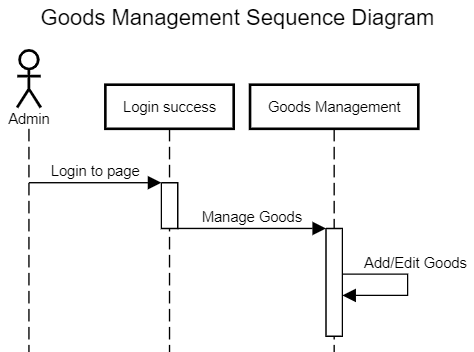 Goods Management Sequence Diagram
Admin
Login success
Goods Management
Login to page
Manage Goods
Add/Edit Goods